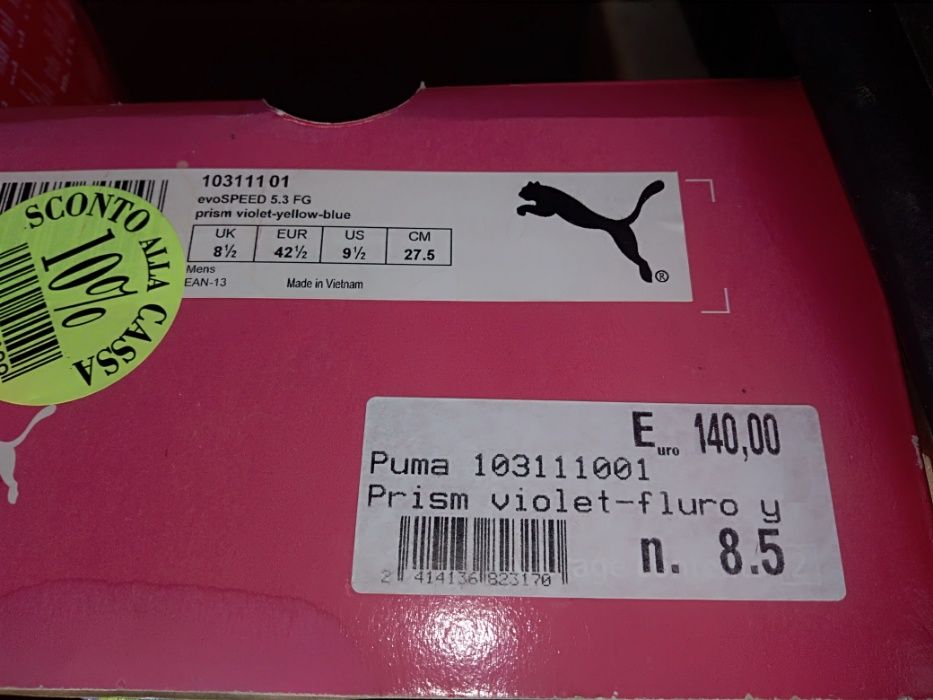 103111 01
evoSPEED 5.3 FG
prism violet-yellow-blue
UK EUR US CM
8½ 42½ 9½ 27.5
Mens
EAN-13 Made in Vietnam
®
SCONTO ALLA CASSA
10%
Euro 140,00
Puma 103111001
Prism violet-fluro y
n. 8.5
2 414136 823170